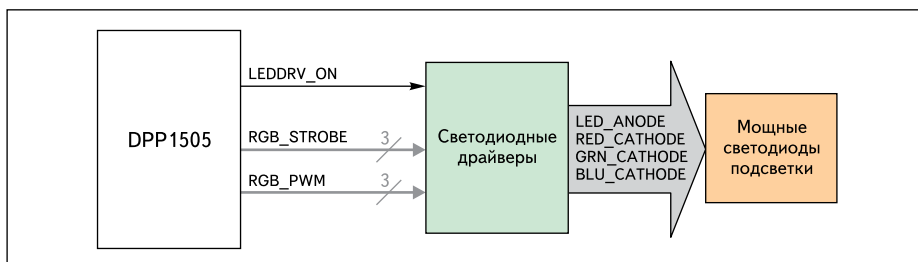 DPP1505
LEDDRV_ON
RGB_STROBE
3
RGB_PWM
3
Светодиодные
драйверы
LED_ANODE
RED_CATHODE
GRN_CATHODE
BLU_CATHODE
Мощные
светодиоды
подсветки